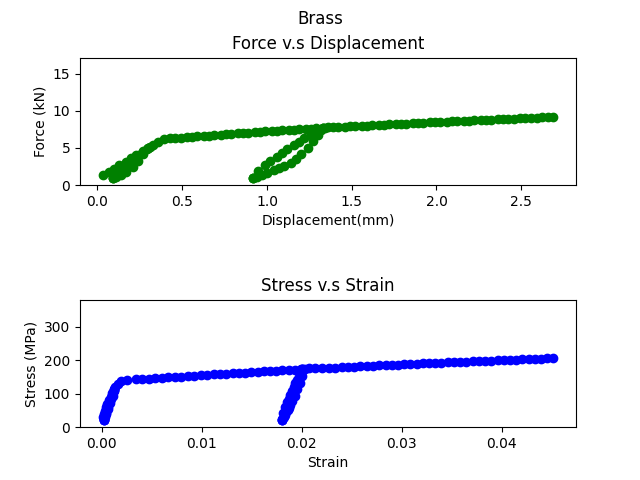 Brass
Force v.s Displacement
15
10
5
0
Force (kN)
0.0 0.5 1.0 1.5 2.0 2.5
Displacement(mm)
Stress v.s Strain
300
200
100
0
Stress (MPa)
0.00 0.01 0.02 0.03 0.04
Strain